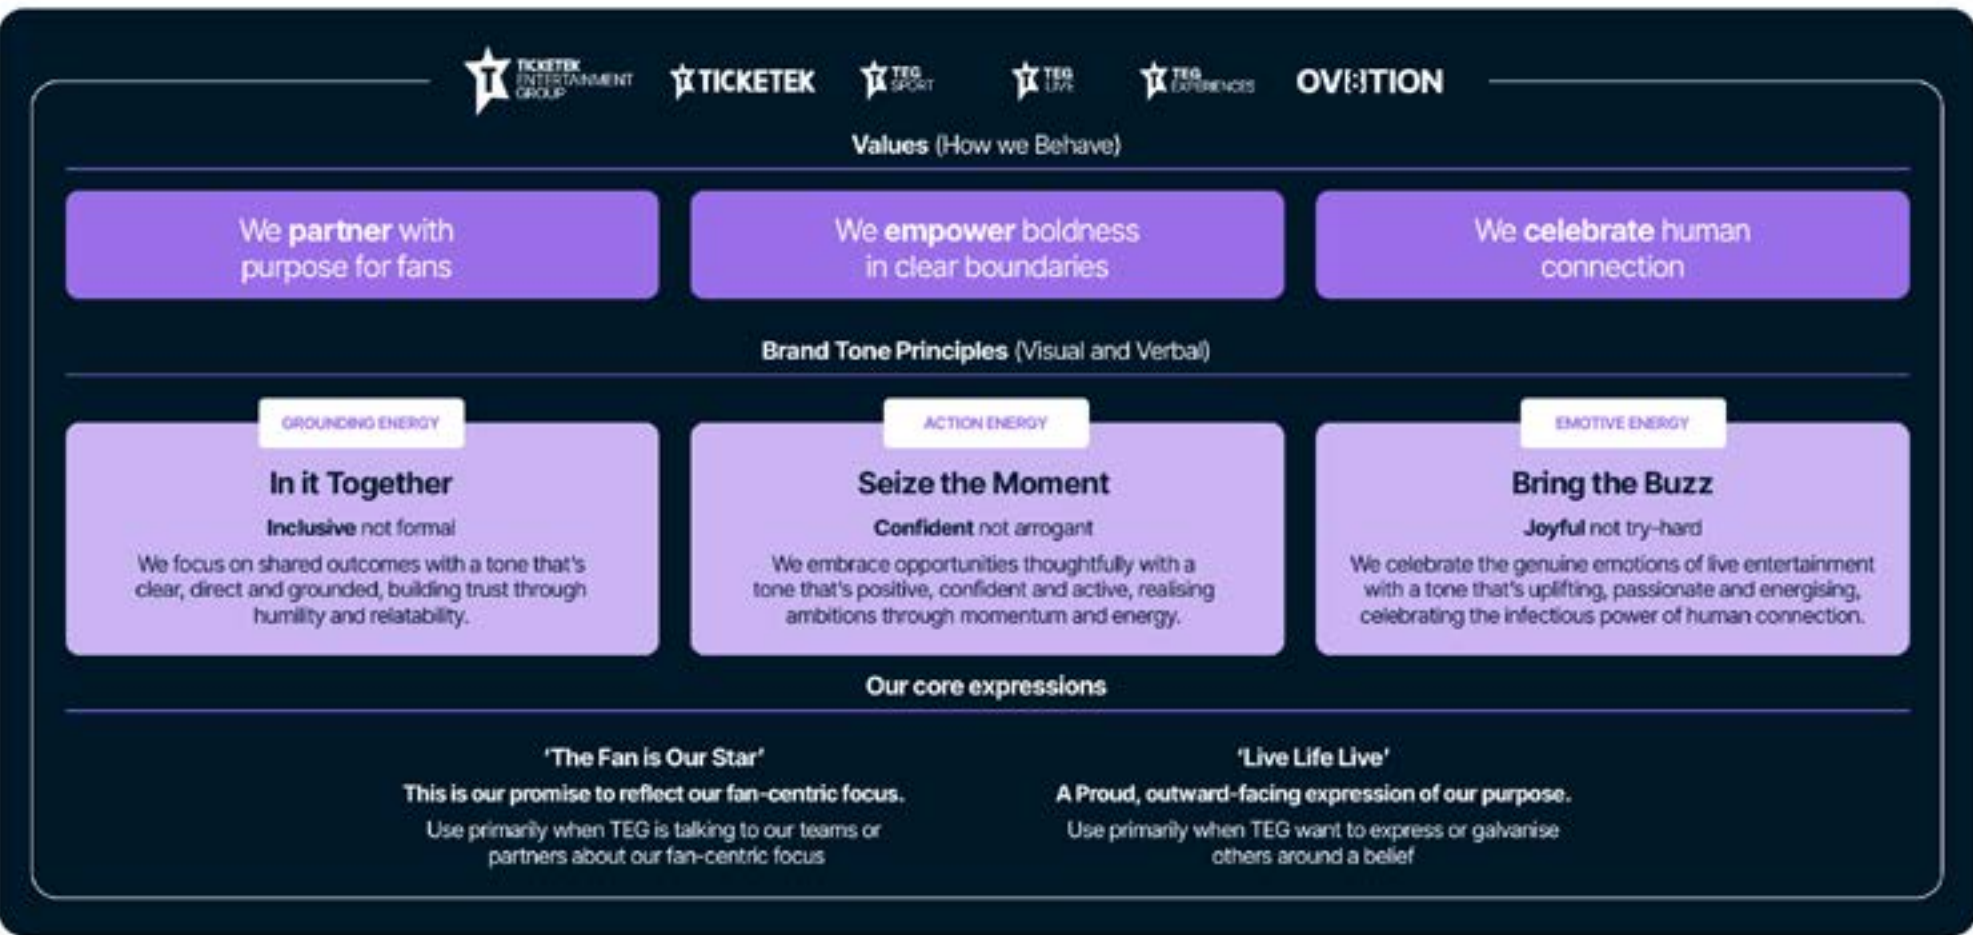 TICKETEK
ENTERTAINMENT
GROUP
TICKETEK
TEG
SPORT
TEG
LIVE
TEG
EXPERIENCES
OVATION
Values (How we Behave)
We partner with
purpose for fans
We empower boldness
in clear boundaries
We celebrate human
connection
Brand Tone Principles (Visual and Verbal)
GROUNDING ENERGY
In it Together
Inclusive not formal
We focus on shared outcomes with a tone that's
clear, direct and grounded, building trust through
humility and relatability.
ACTION ENERGY
Seize the Moment
Confident not arrogant
We embrace opportunities thoughtfully with a
tone that's positive, confident and active, realising
ambitions through momentum and energy.
EMOTIVE ENERGY
Bring the Buzz
Joyful not try-hard
We celebrate the genuine emotions of live entertainment
with a tone that's uplifting, passionate and energising,
celebrating the infectious power of human connection.
Our core expressions
‘The Fan is Our Star’
This is our promise to reflect our fan-centric focus.
Use primarily when TEG is talking to our teams or
partners about our fan-centric focus
‘Live Life Live’
A Proud, outward-facing expression of our purpose.
Use primarily when TEG want to express or galvanise
others around a belief